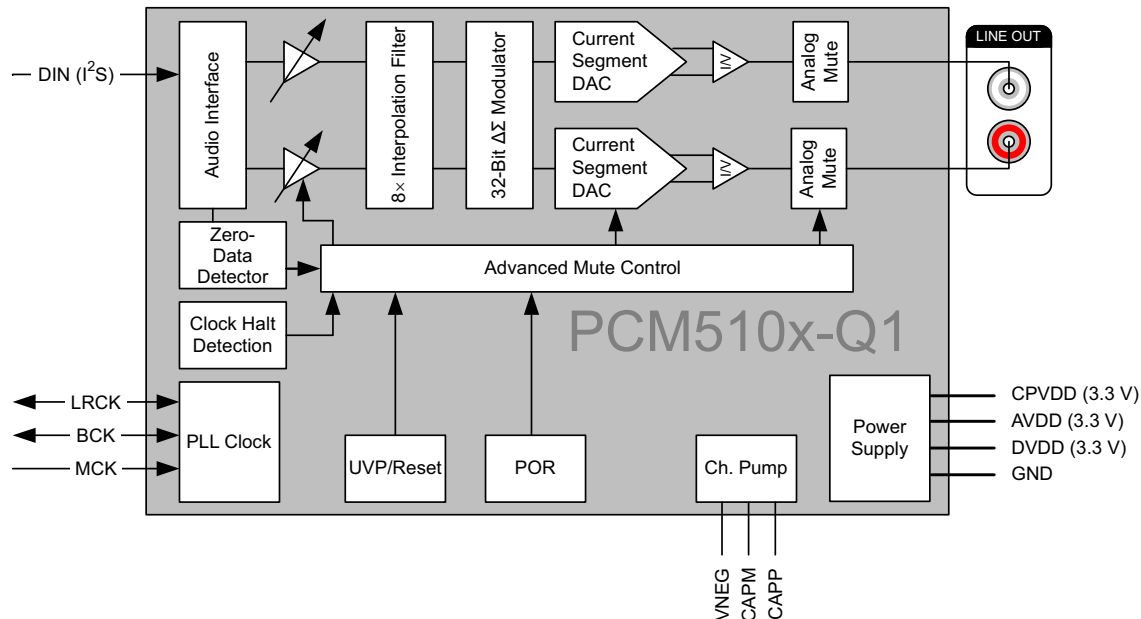 LINE OUT
DIN (I²S)
Audio Interface
8× Interpolation Filter
32-Bit ΔΣ Modulator
Current
Segment
DAC
I/V
Analog
Mute
Current
Segment
DAC
I/V
Analog
Mute
Zero-
Data
Detector
Advanced Mute Control
Clock Halt
Detection
PCM510x-Q1
LRCK
BCK
MCK
PLL Clock
UVP/Reset
POR
Ch. Pump
Power
Supply
CPVDD (3.3 V)
AVDD (3.3 V)
DVDD (3.3 V)
GND
VNEG
CAPM
CAPP